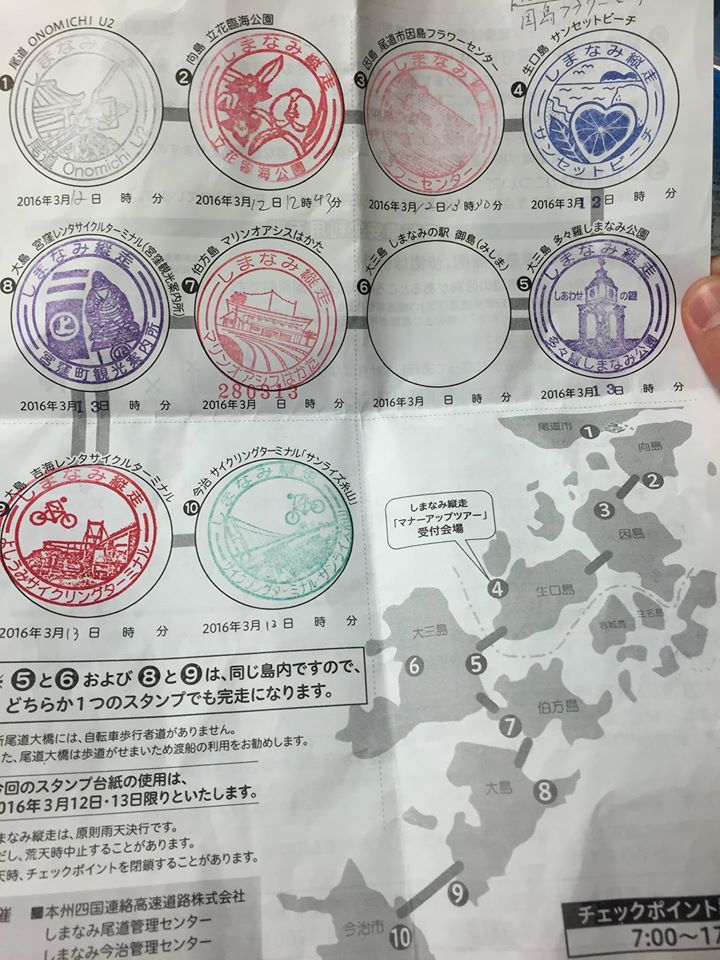 因島フラワーセンター
❶ 尾道 ONOMICHI U2
❷ 向島 立花臨海公園
❸ 因島 尾道市因島フラワーセンター
❹ 生口島 サンセットビーチ
しまなみ縦走
尾道 Onomichi U2
しまなみ縦走
立花臨海公園
しまなみ縦走
フラワーセンター
しまなみ縦走
サンセットビーチ
2016年3月12日 時 分
2016年3月12日12時43分
2016年3月12日13時30分
2016年3月12日 時 分
❽ 大島 宮窪レンタサイクルターミナル(宮窪観光案内所)
❼ 伯方島 マリンオアシスはかた
❻ 大三島 しまなみの駅 御島(みしま)
❺ 大三島 多々羅しまなみ公園
しまなみ縦走
宮窪町観光案内所
しまなみ縦走
マリンオアシスはかた
280313
しまなみ縦走
しあわせの鐘
多々羅しまなみ公園
2016年3月13日 時 分
2016年3月 日 時 分
2016年3月 日 時 分
2016年3月13日 時 分
大島 吉海レンタサイクルターミナル
❿ 今治 サイクリングターミナル「サンライズ糸山」
しまなみ縦走
よしうみサイクリングターミナル
しまなみ縦走
サイクリングターミナル・サンライズ糸山
2016年3月13日 時 分
2016年3月13日 時 分
尾道市
❶
向島
❷
❸
因島
しまなみ縦走
「マナーアップツアー」
受付会場
❹
生口島
岩城島
生名島
大三島
❻
❺
伯方島
❼
大島
❽
❾
今治市
❿
※❺と❻および❽と❾は、同じ島内ですので、
どちらか1つのスタンプでも完走になります。
新尾道大橋には、自転車歩行者道がありません。
また、尾道大橋は歩道がせまいため渡船の利用をお勧めします。
今回のスタンプ台紙の使用は、
2016年3月12日・13日限りといたします。
しまなみ縦走は、原則雨天決行です。
ただし、荒天時中止することがあります。
天時、チェックポイントを閉鎖することがあります。
催 ■本州四国連絡高速道路株式会社
しまなみ尾道管理センター
しまなみ今治管理センター
チェックポイント
7:00〜17